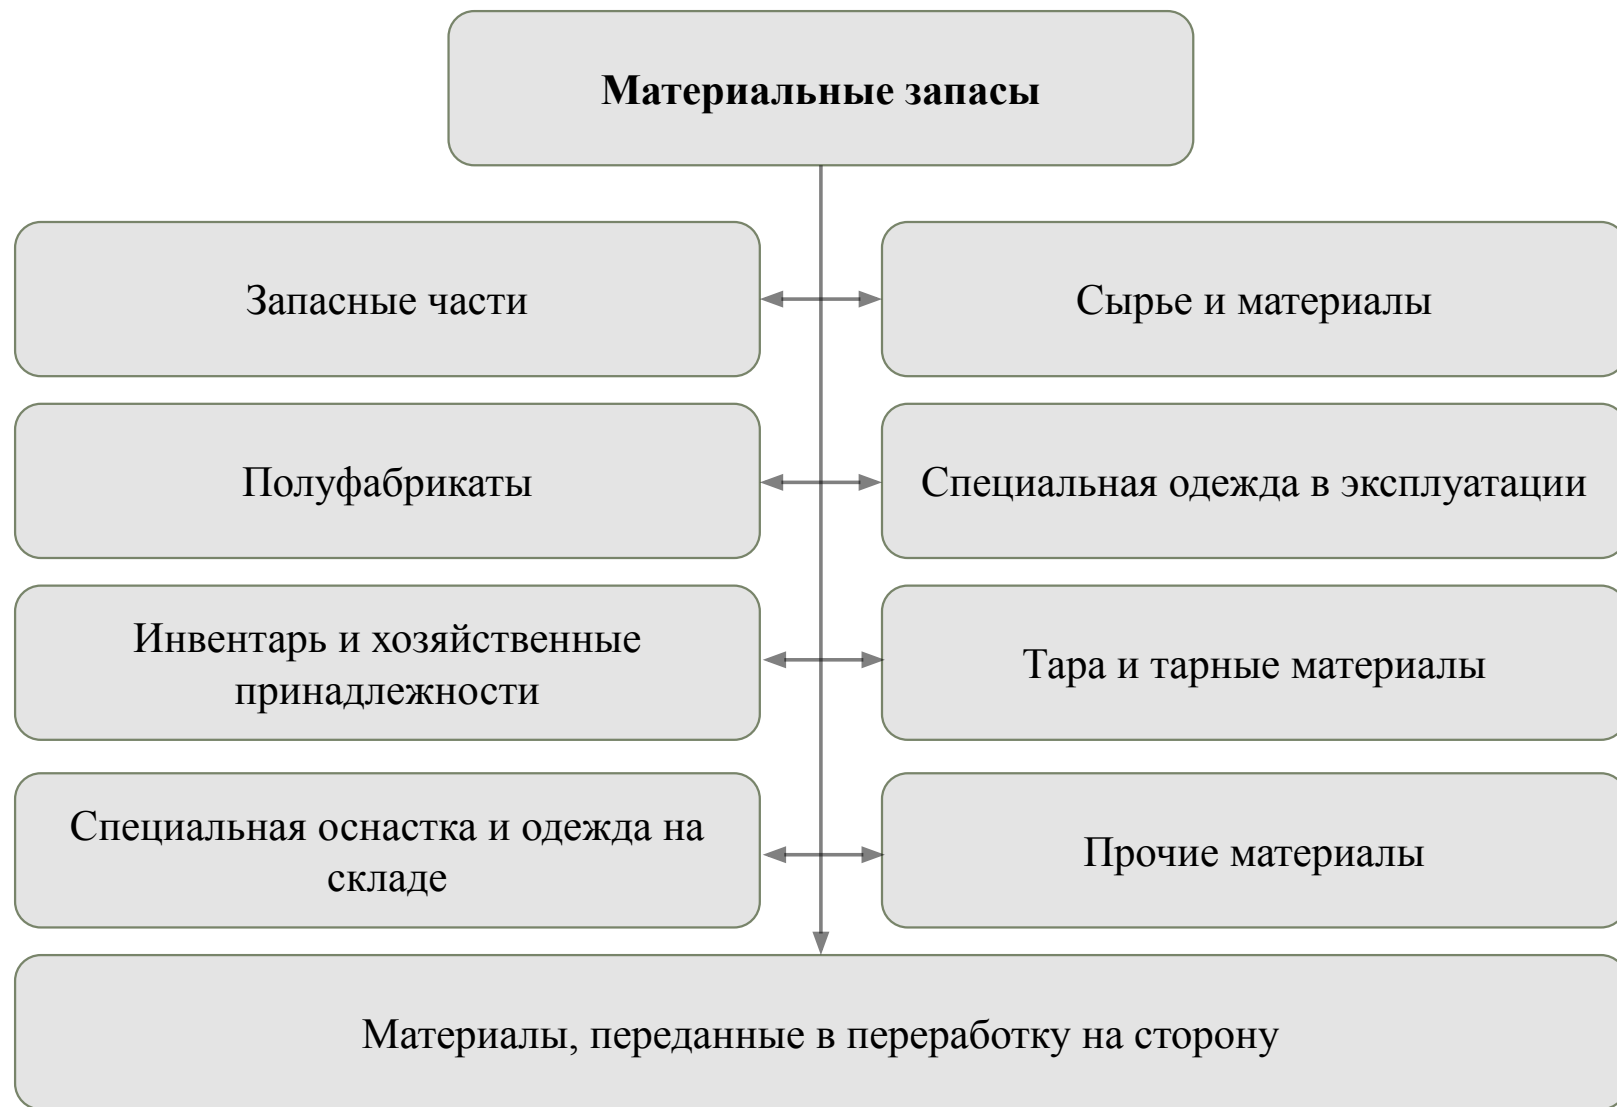 Материальные запасы
Запасные части
Сырье и материалы
Полуфабрикаты
Специальная одежда в эксплуатации
Инвентарь и хозяйственные
принадлежности
Тара и тарные материалы
Специальная оснастка и одежда на
складе
Прочие материалы
Материалы, переданные в переработку на сторону